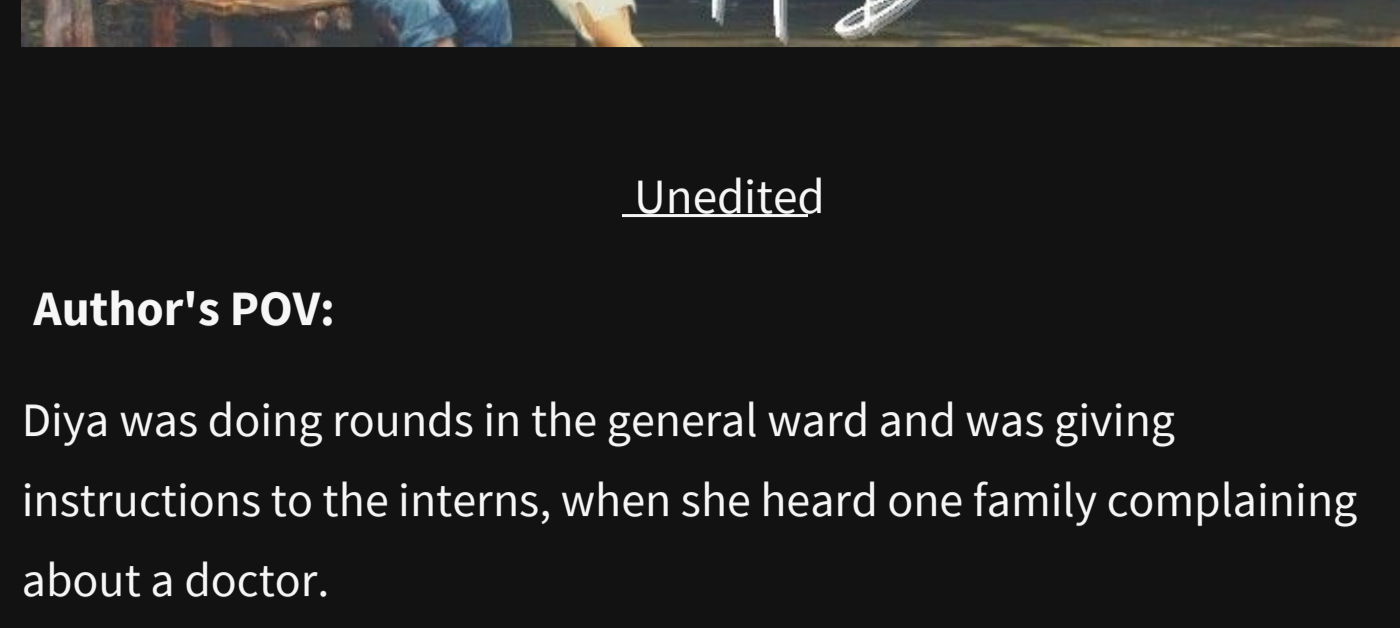 Unedited
Author's POV:
Diya was doing rounds in the general ward and was giving
instructions to the interns, when she heard one family complaining
about a doctor.